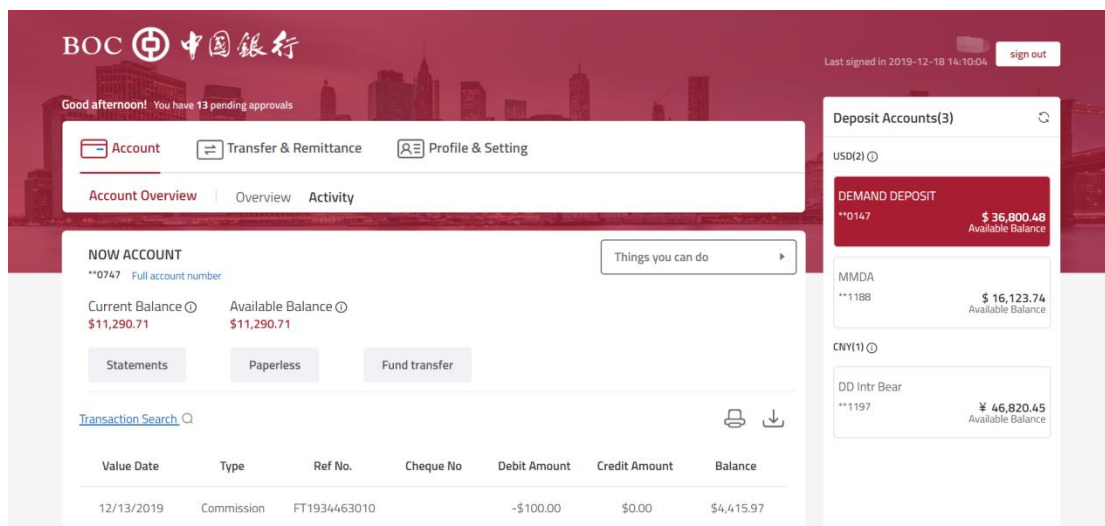 BOC 中國銀行
Last signed in 2019-12-18 14:10:04
sign out
Good afternoon! You have 13 pending approvals
Account
Transfer & Remittance
Profile & Setting
Account Overview
Overview
Activity
NOW ACCOUNT
**0747 Full account number
Things you can do
Current Balance
Available Balance
$11,290.71
$11,290.71
Statements
Paperless
Fund transfer
Transaction Search
Value Date Type Ref No. Cheque No Debit Amount Credit Amount Balance
12/13/2019 Commission FT1934463010 -$100.00 $0.00 $4,415.97
Deposit Accounts(3)
USD(2)
DEMAND DEPOSIT
**0147
$ 36,800.48
Available Balance
MMDA
**1188
$ 16,123.74
Available Balance
CNY(1)
DD Intr Bear
**1197
¥ 46,820.45
Available Balance